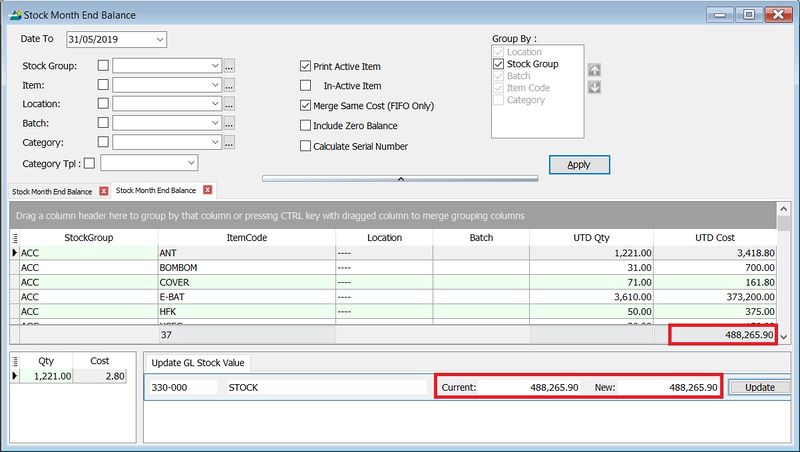 Stock Month End Balance
Date To 31/05/2019
Group By :
Location
Stock Group
Batch
Item Code
Category
Stock Group: ...
Item: ...
Location: ...
Batch: ...
Category: ...
Category Tpl :
Print Active Item
In-Active Item
Merge Same Cost (FIFO Only)
Include Zero Balance
Calculate Serial Number
Apply
Stock Month End Balance x Stock Month End Balance x
Drag a column header here to group by that column or pressing CTRL key with dragged column to merge grouping columns
StockGroup ItemCode Location Batch UTD Qty UTD Cost
ACC ANT ---- 1,221.00 3,418.80
ACC BOMBOM ---- 31.00 700.00
ACC COVER ---- 71.00 161.80
ACC E-BAT ---- 3,610.00 373,200.00
ACC HFK ---- 50.00 375.00
37 488,265.90
Qty Cost
1,221.00 2.80
Update GL Stock Value
330-000 STOCK Current: 488,265.90 New: 488,265.90 Update